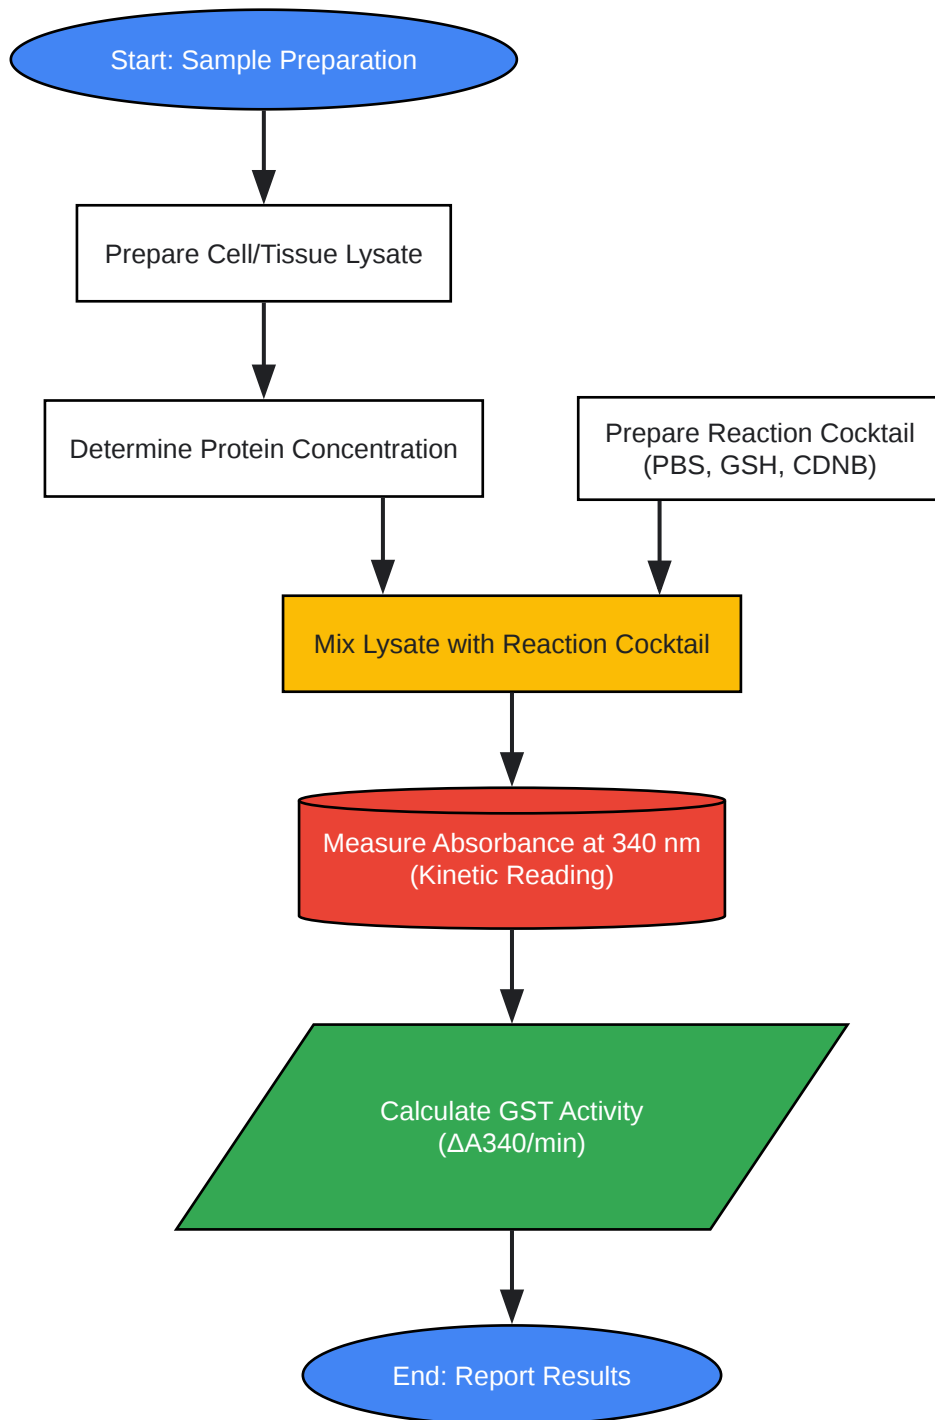 Start: Sample Preparation
Prepare Cell/Tissue Lysate
Determine Protein Concentration
Prepare Reaction Cocktail
(PBS, GSH, CDNB)
Mix Lysate with Reaction Cocktail
Measure Absorbance at 340 nm
(Kinetic Reading)
Calculate GST Activity
(ΔA340/min)
End: Report Results